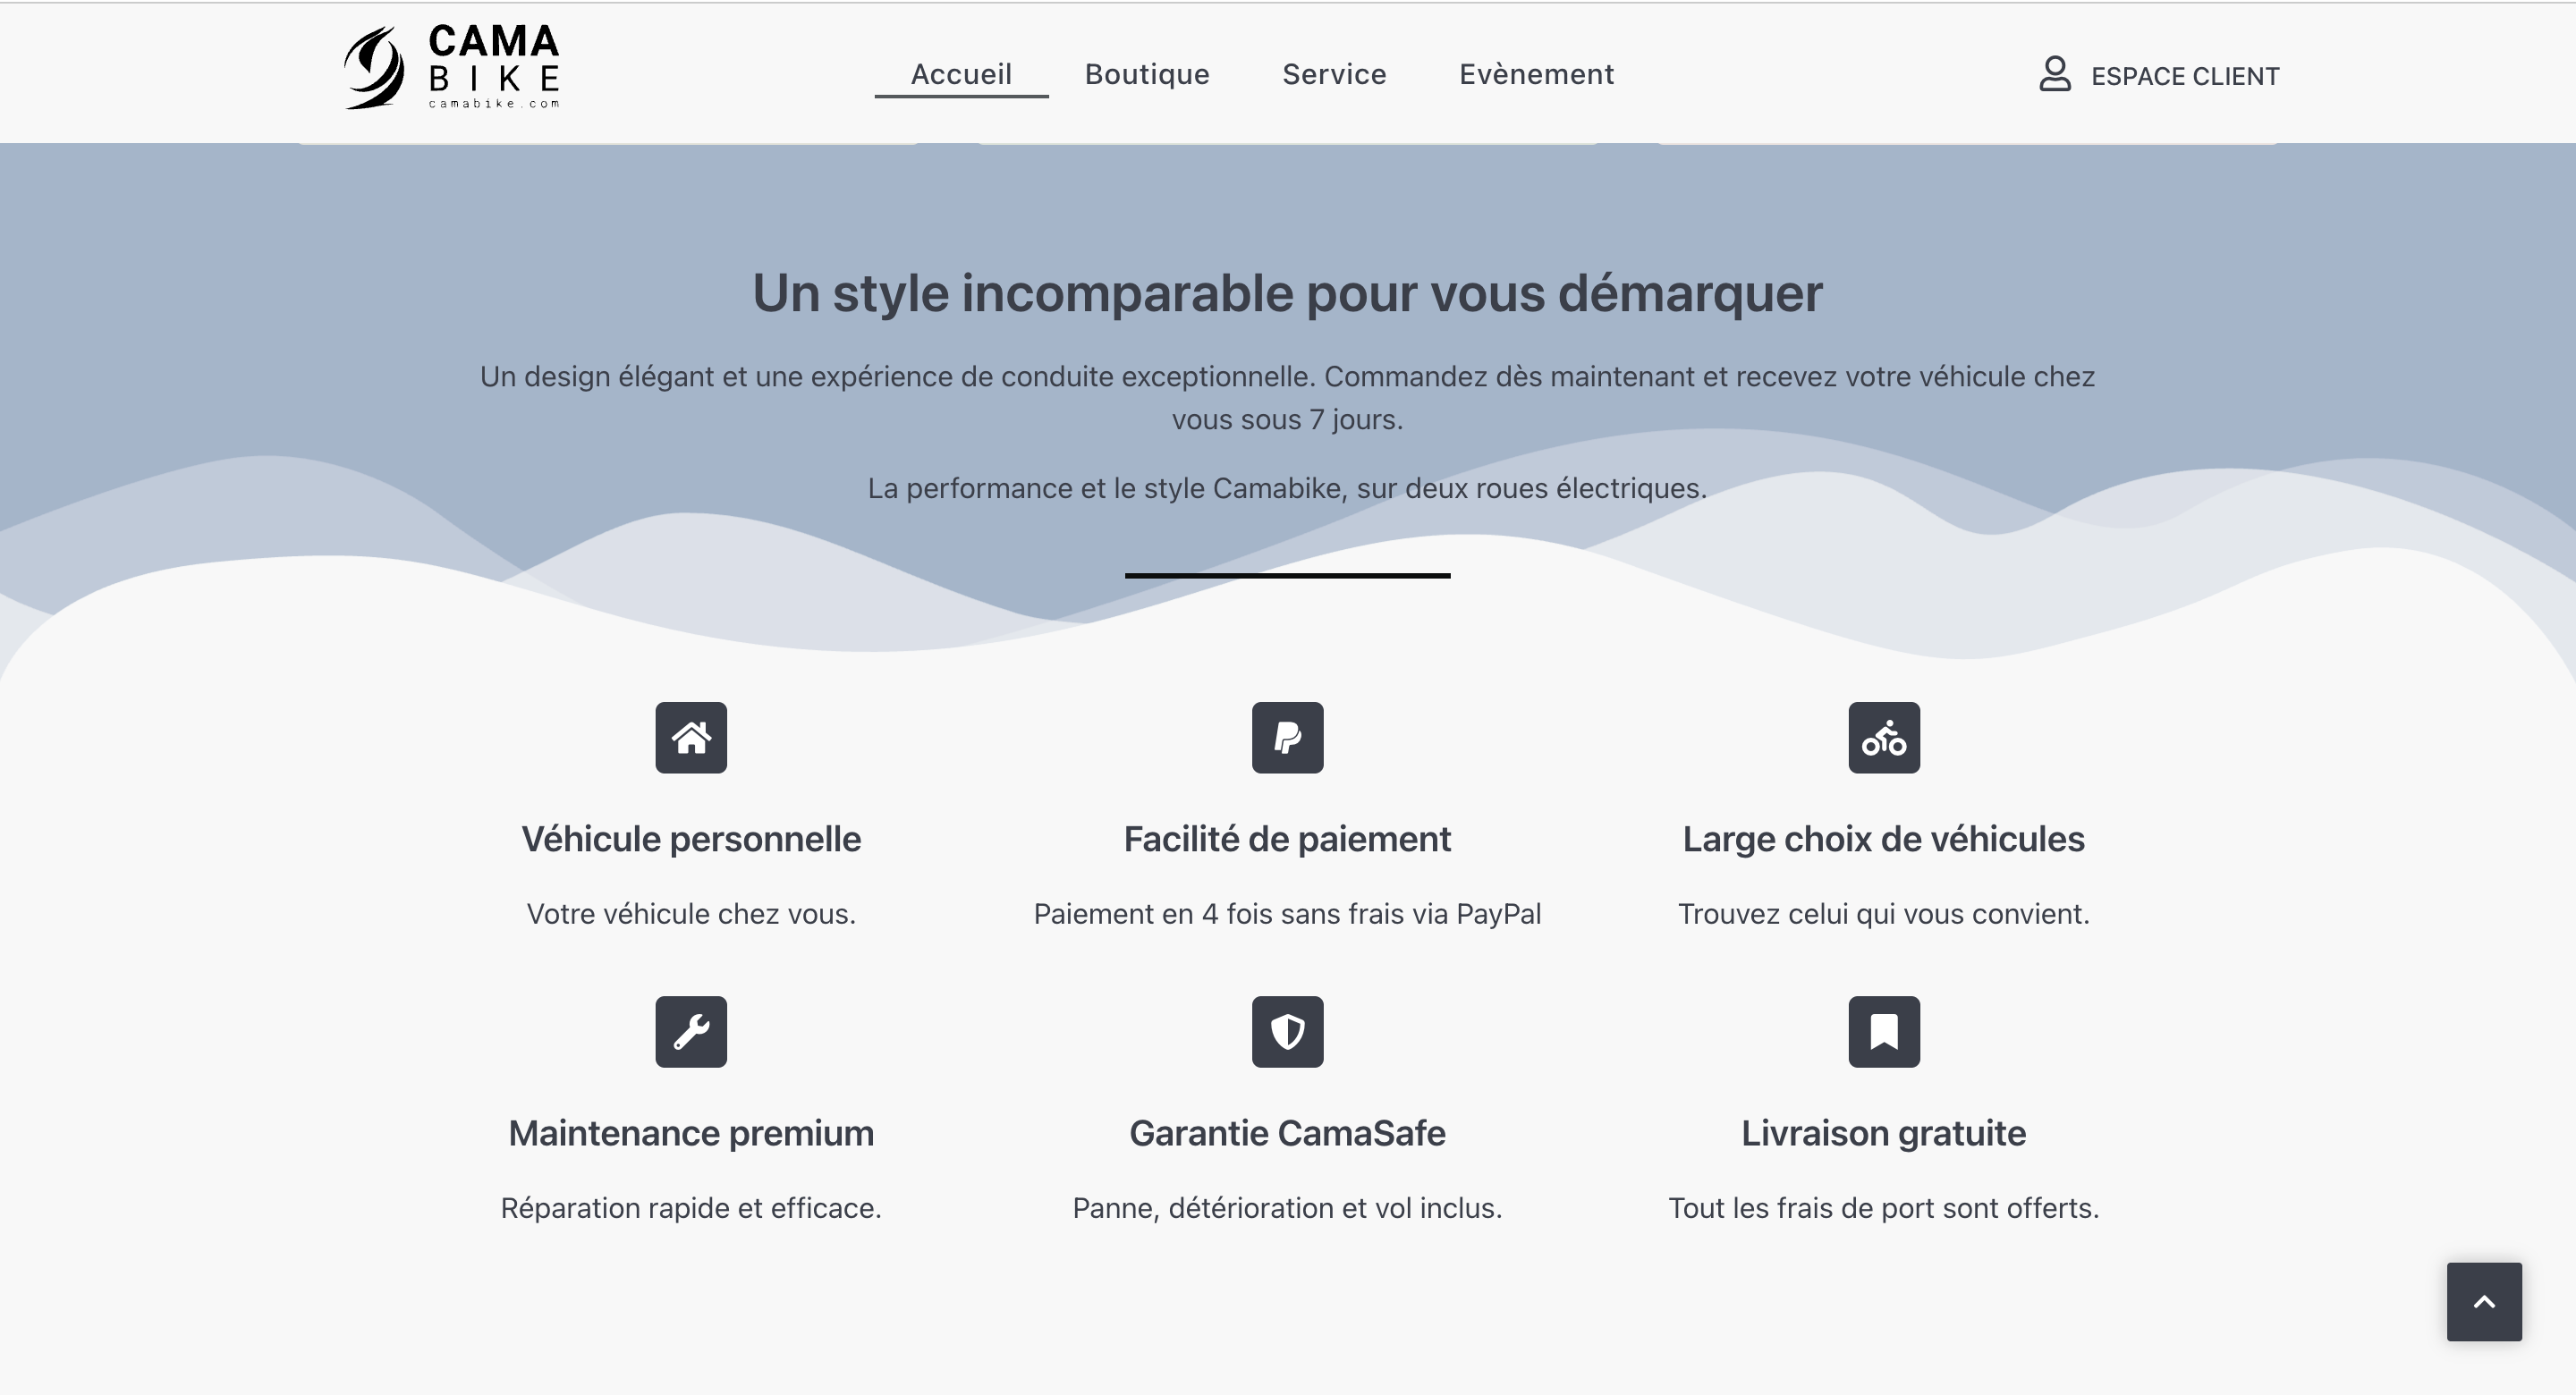 CAMA
BIKE
camabike.com
Accueil
Boutique
Service
Evènement
ESPACE CLIENT
Un style incomparable pour vous démarquer
Un design élégant et une expérience de conduite exceptionnelle. Commandez dès maintenant et recevez votre véhicule chez
vous sous 7 jours.
La performance et le style Camabike, sur deux roues électriques.
Véhicule personnelle
Votre véhicule chez vous.
Facilité de paiement
Paiement en 4 fois sans frais via PayPal
Large choix de véhicules
Trouvez celui qui vous convient.
Maintenance premium
Réparation rapide et efficace.
Garantie CamaSafe
Panne, détérioration et vol inclus.
Livraison gratuite
Tout les frais de port sont offerts.